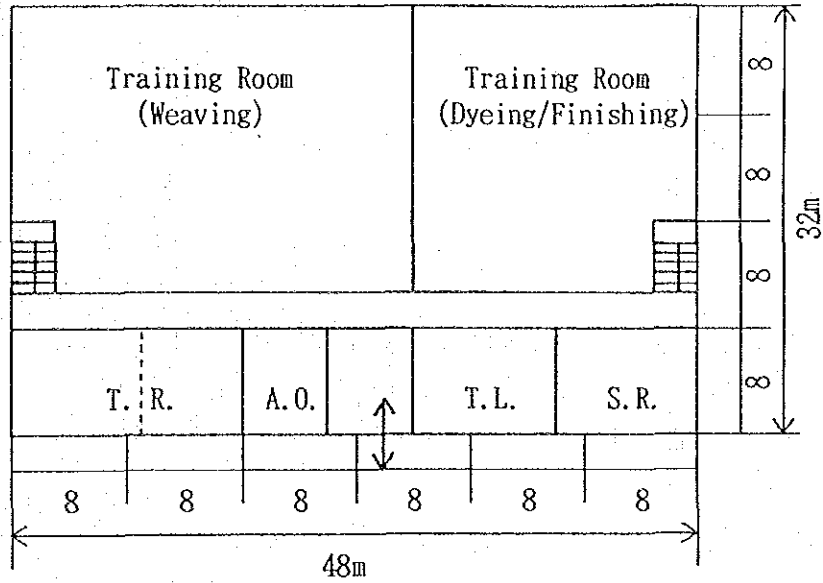 Training Room
(Weaving)
Training Room
(Dyeing/Finishing)
8
8
8
8
32m
T. R.
A.O.
T.L.
S.R.
8
8
8
8
8
8
48m